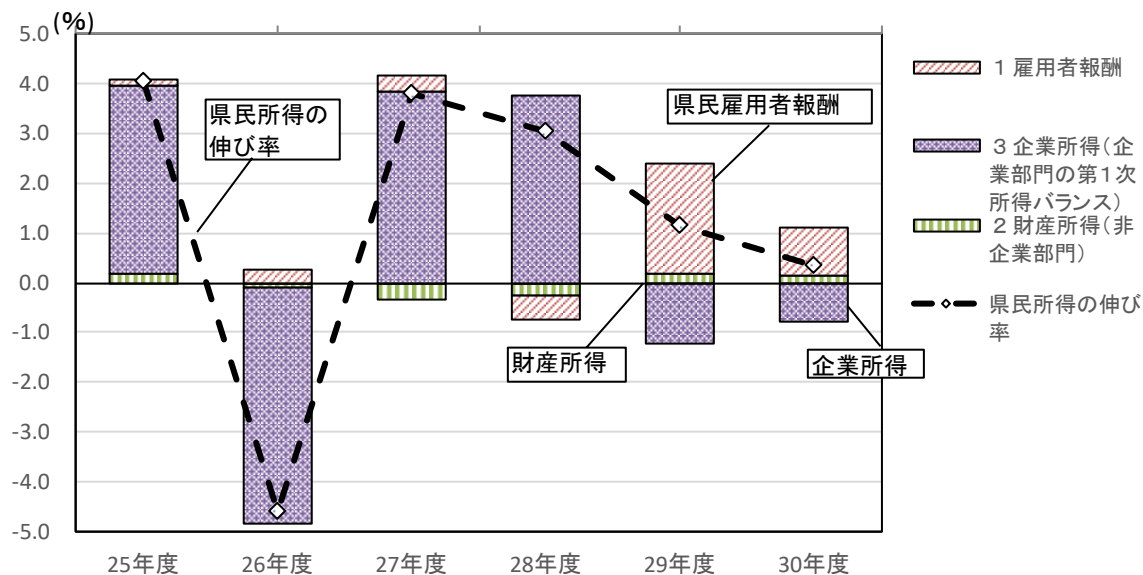 (%)
5.0
4.0
3.0
2.0
1.0
0.0
-1.0
-2.0
-3.0
-4.0
-5.0
25年度
26年度
27年度
28年度
29年度
30年度
県民所得の
伸び率
県民雇用者報酬
財産所得
企業所得
1 雇用者報酬
3 企業所得(企
業部門の第1次
所得バランス)
2 財産所得(非
企業部門)
県民所得の伸び
率